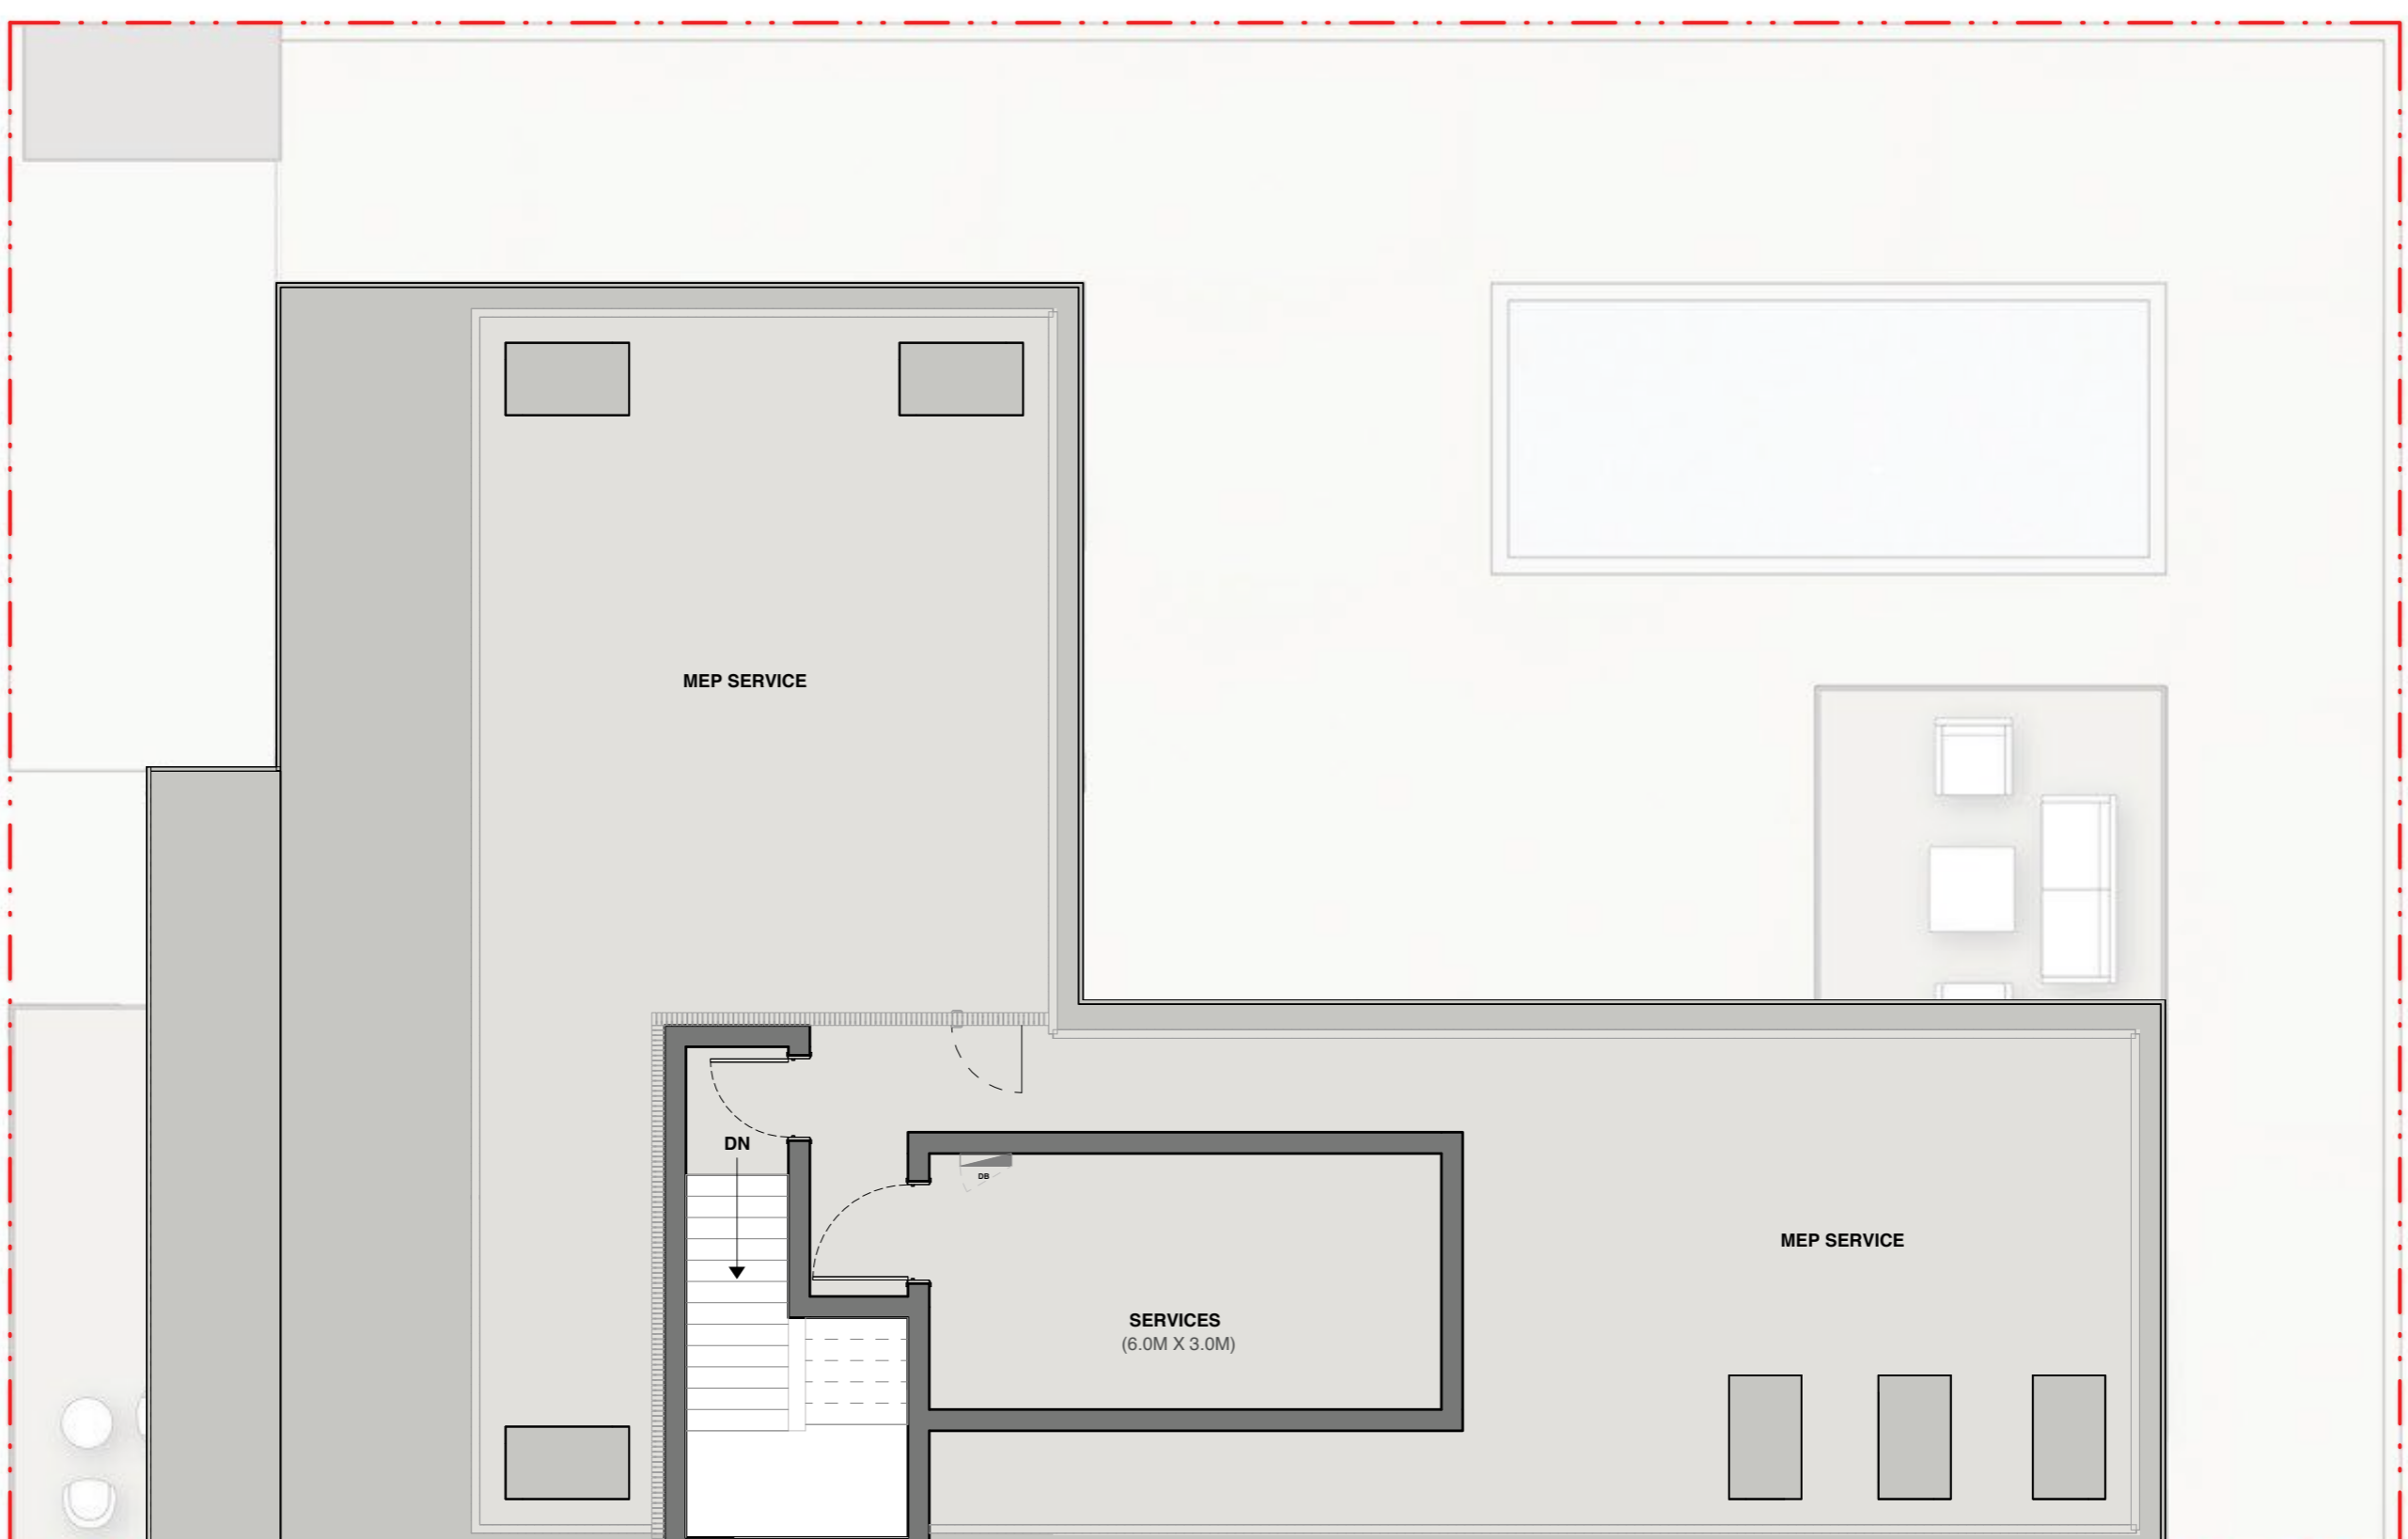 MEP SERVICE
DN
DB
MEP SERVICE
SERVICES
(6.0M X 3.0M)